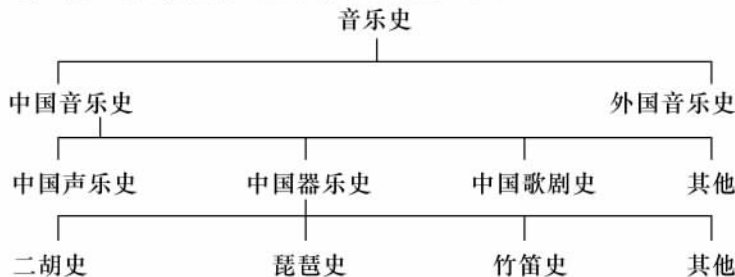 音乐史
中国音乐史 外国音乐史
中国声乐史 中国器乐史 中国歌剧史 其他
二胡史 琵琶史 竹笛史 其他